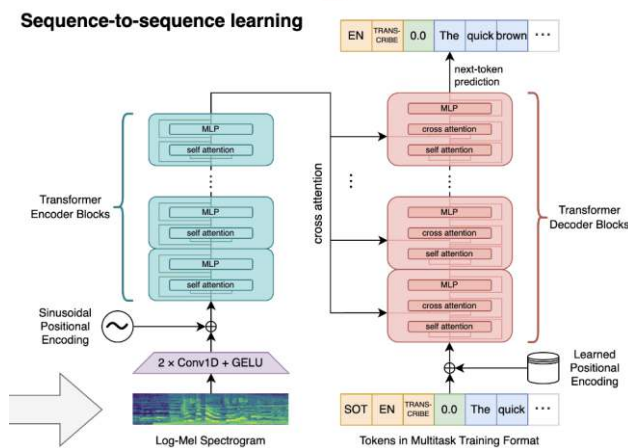 Sequence-to-sequence learning
EN
TRANS-
CRIBE
0.0
The
quick
brown
...
next-token
prediction
MLP
self attention
MLP
self attention
MLP
self attention
Transformer
Encoder Blocks
cross attention
MLP
cross attention
self attention
MLP
cross attention
self attention
MLP
cross attention
self attention
Transformer
Decoder Blocks
Sinusoidal
Positional
Encoding
2 × Conv1D + GELU
Learned
Positional
Encoding
Log-Mel Spectrogram
SOT
EN
TRANS-
CRIBE
0.0
The
quick
...
Tokens in Multitask Training Format